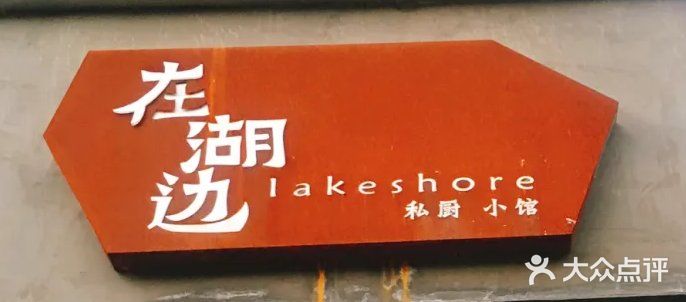 在湖边
lakeshore
私厨 小馆
大众点评